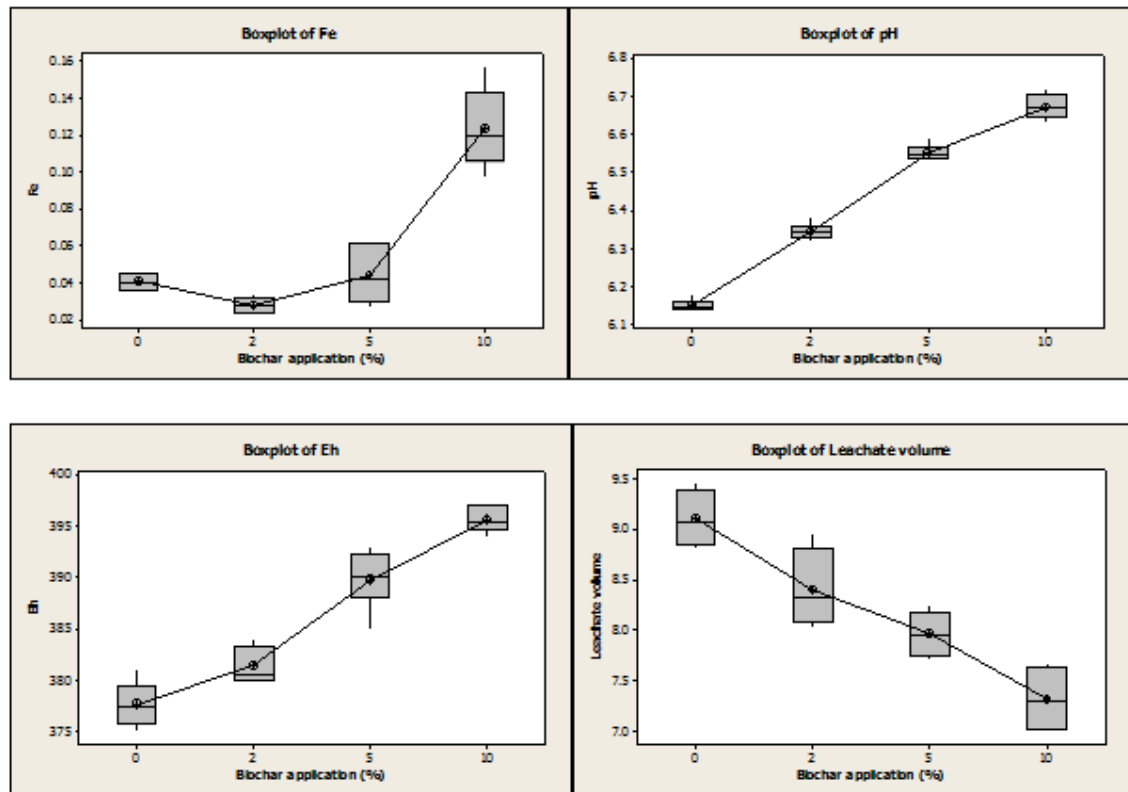 Boxplot of Fe
0.16
0.14
0.12
0.10
0.08
0.06
0.04
0.02
Fe
0 2 5 10
Biochar application (%)
Boxplot of pH
6.8
6.7
6.6
6.5
6.4
6.3
6.2
6.1
pH
0 2 5 10
Biochar application (%)
Boxplot of Eh
400
395
390
385
380
375
Eh
0 2 5 10
Biochar application (%)
Boxplot of Leachate volume
9.5
9.0
8.5
8.0
7.5
7.0
Leachate volume
0 2 5 10
Biochar application (%)